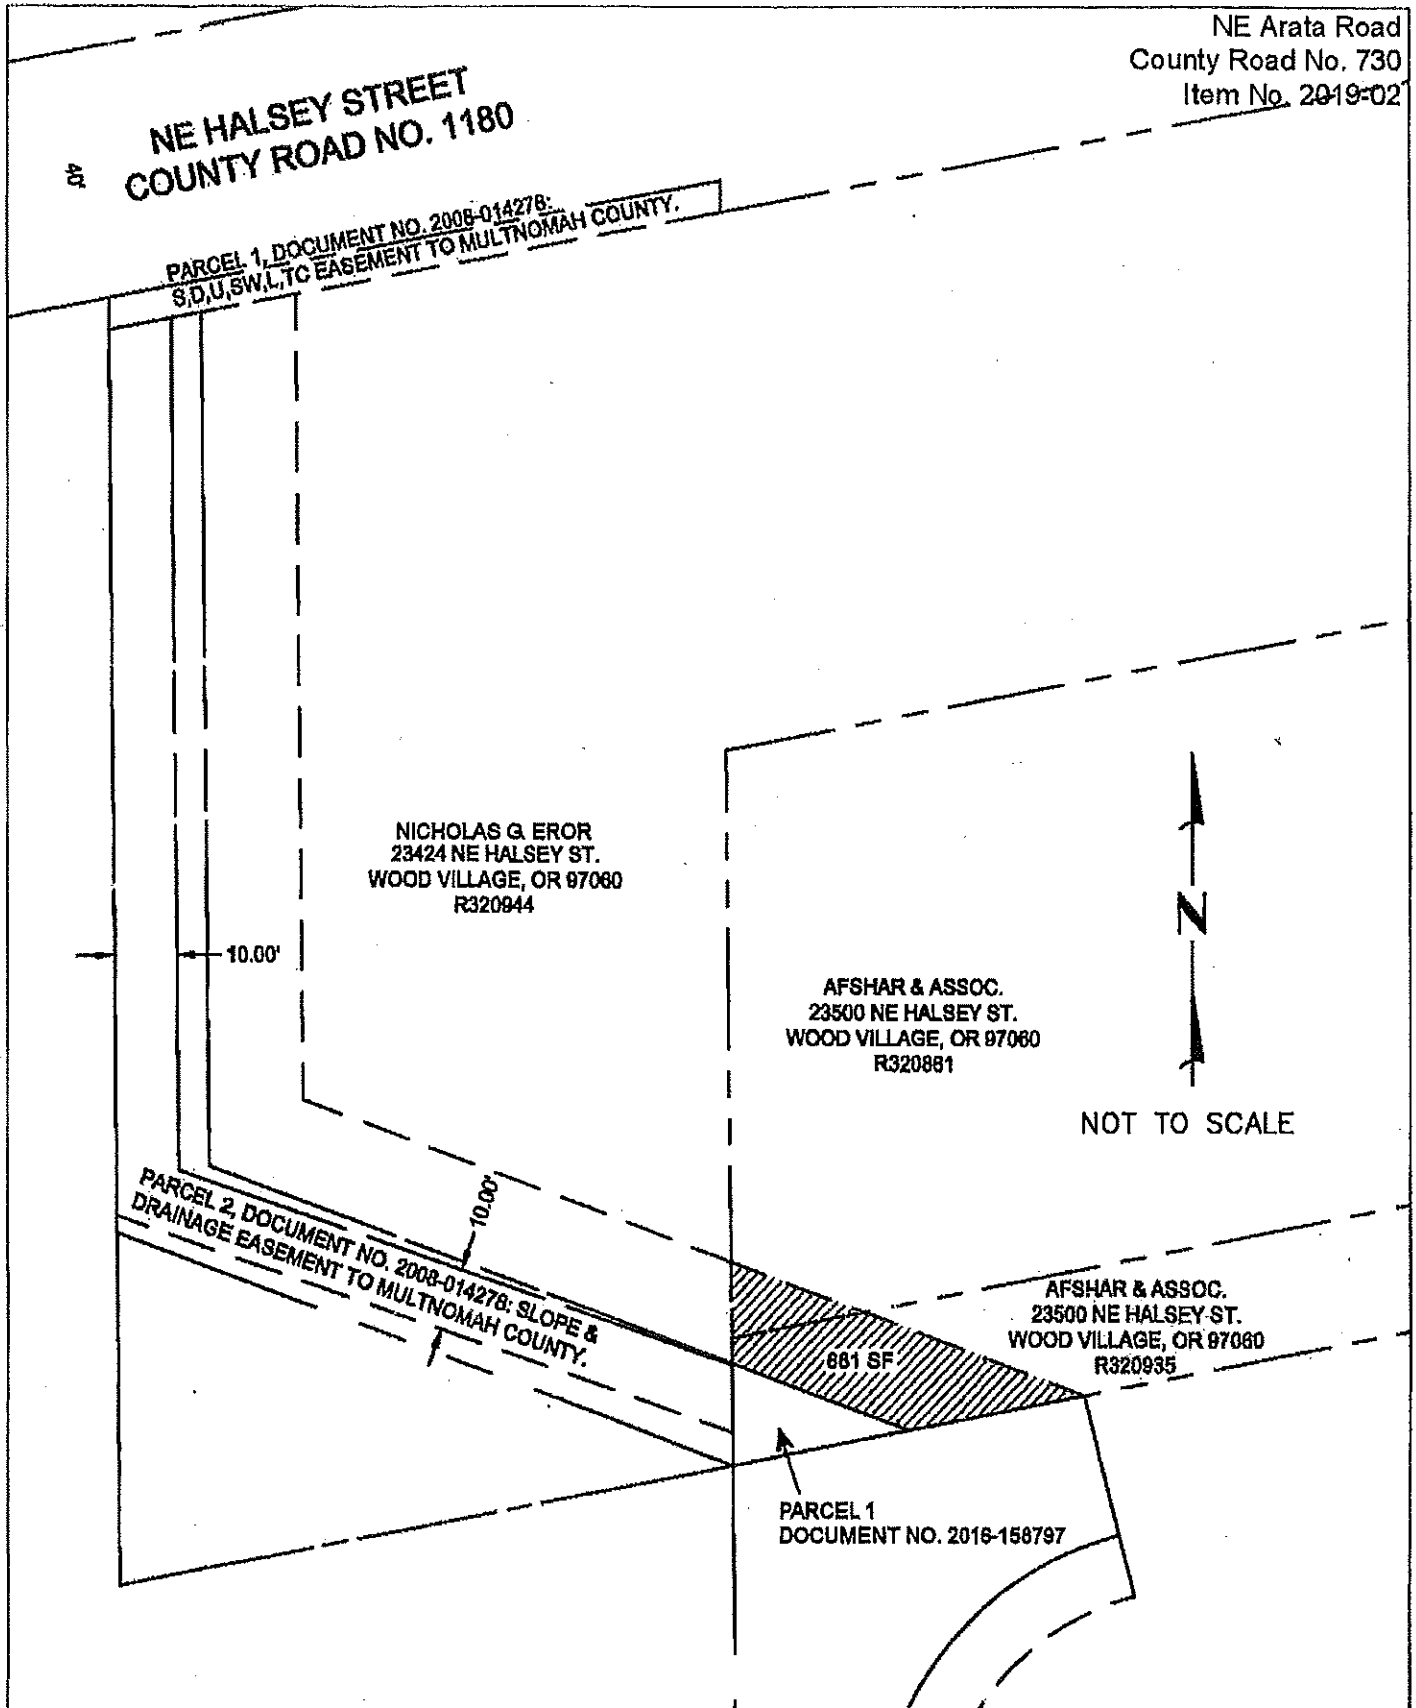 NE Arata Road
County Road No. 730
Item No. 2019-02
NE HALSEY STREET
COUNTY ROAD NO. 1180
40'
PARCEL 1, DOCUMENT NO. 2008-014278:
S,D,U,SW,L,TC EASEMENT TO MULTNOMAH COUNTY.
NICHOLAS G. EROR
23424 NE HALSEY ST.
WOOD VILLAGE, OR 97060
R320944
10.00'
AFSHAR & ASSOC.
23500 NE HALSEY ST.
WOOD VILLAGE, OR 97060
R320861
N
NOT TO SCALE
10.00'
PARCEL 2, DOCUMENT NO. 2008-014278: SLOPE &
DRAINAGE EASEMENT TO MULTNOMAH COUNTY.
AFSHAR & ASSOC.
23500 NE HALSEY ST.
WOOD VILLAGE, OR 97060
R320935
681 SF
PARCEL 1
DOCUMENT NO. 2016-158797